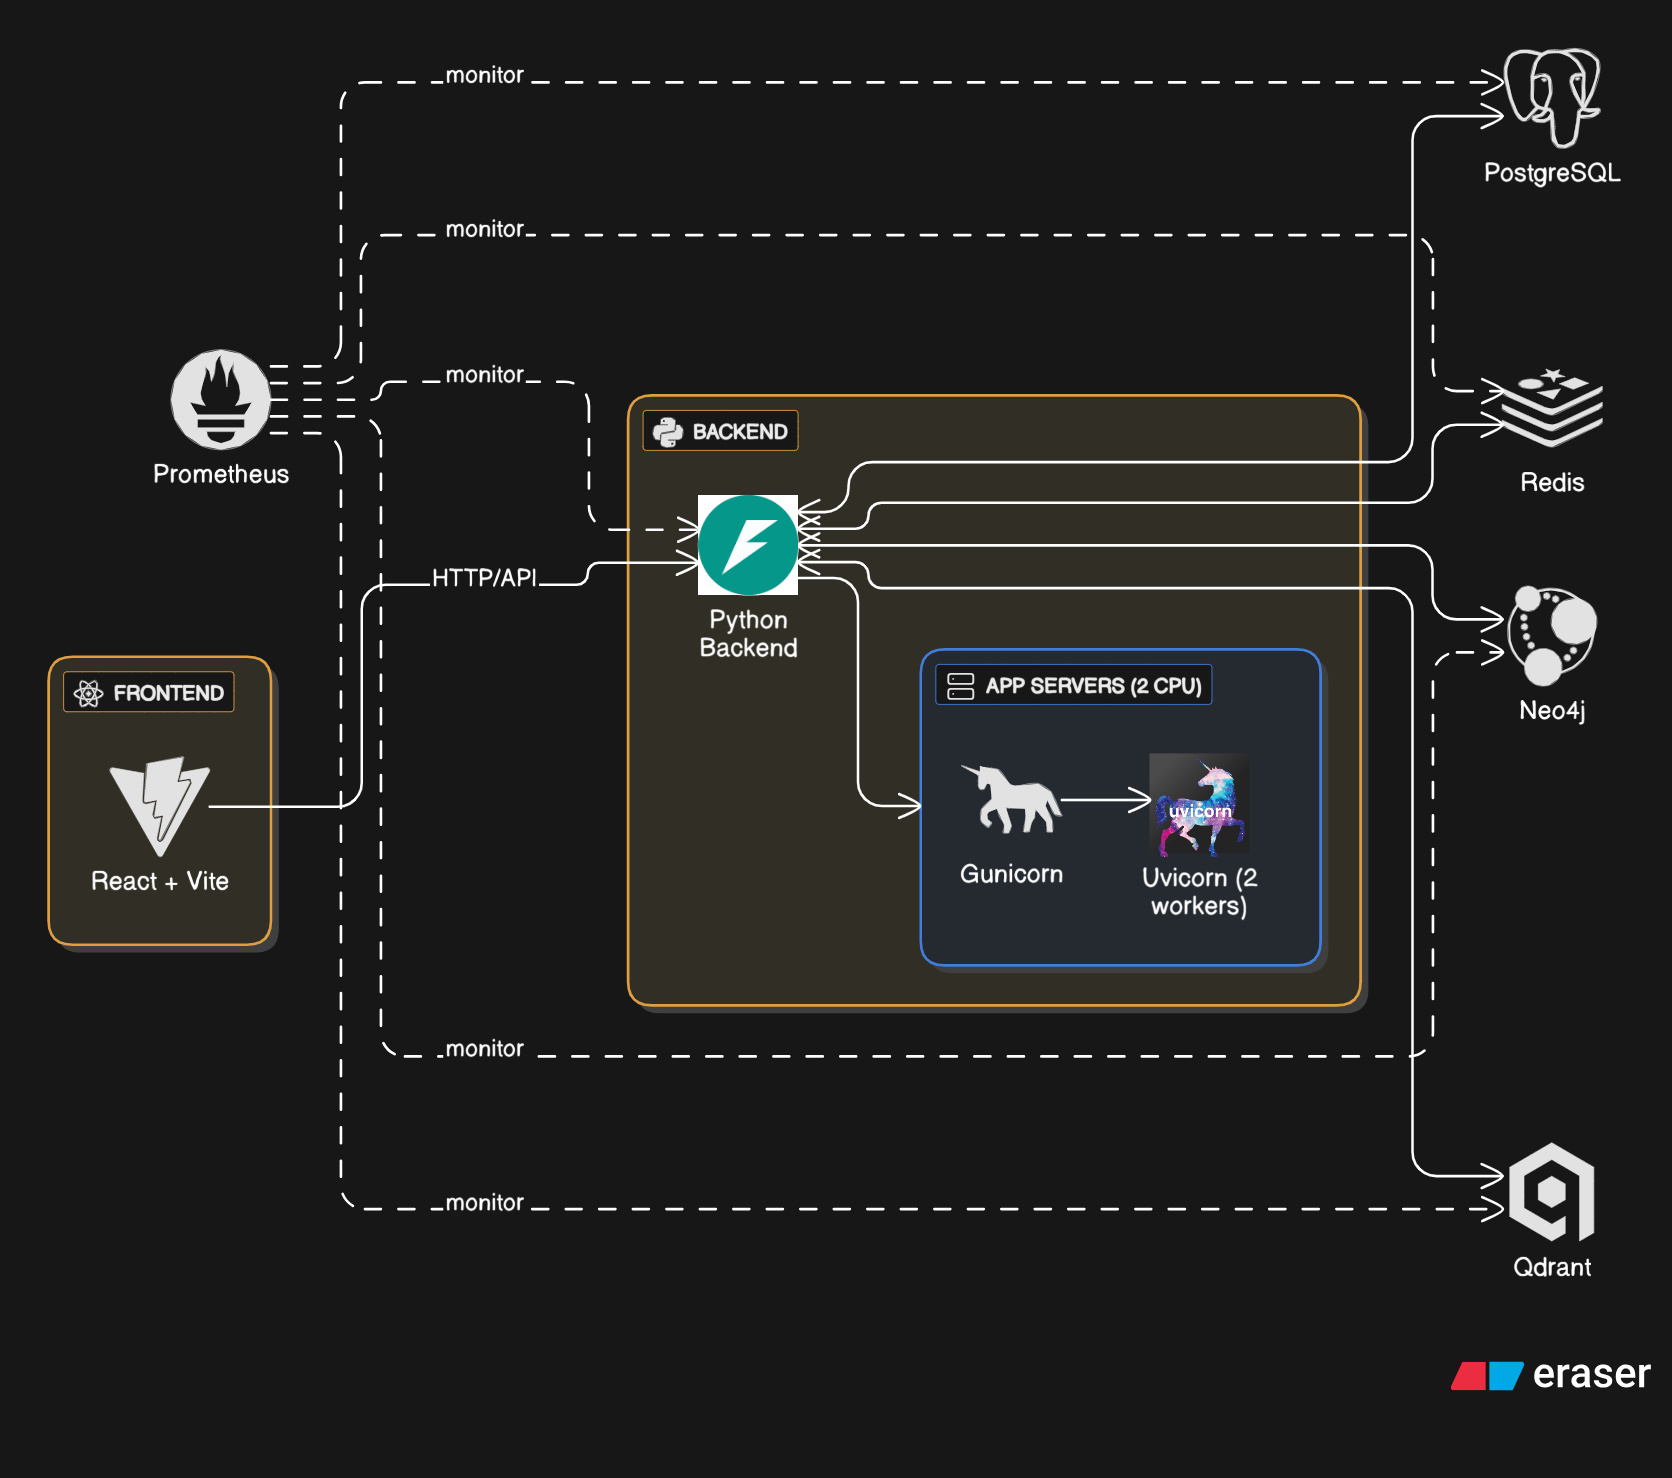 monitor
PostgreSQL
monitor
monitor
Prometheus
BACKEND
Redis
HTTP/API
Python
Backend
FRONTEND
APP SERVERS (2 CPU)
Neo4j
uvicorn
React + Vite
Gunicorn
Uvicorn (2
workers)
monitor
monitor
Qdrant
eraser